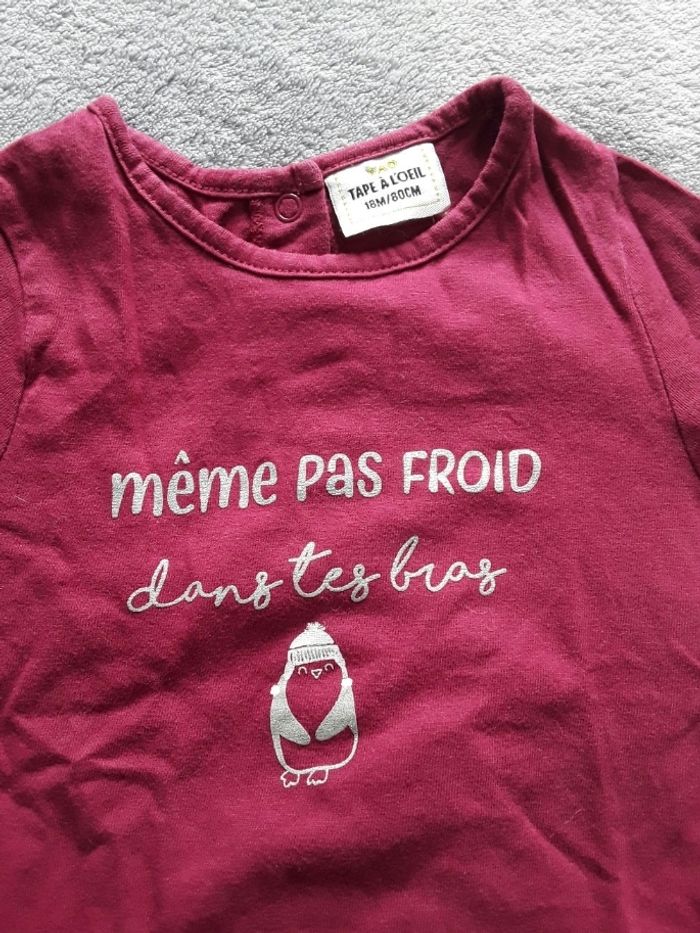 TAPE À L'OEIL
18M/80CM
même pas FROID
dans tes bras